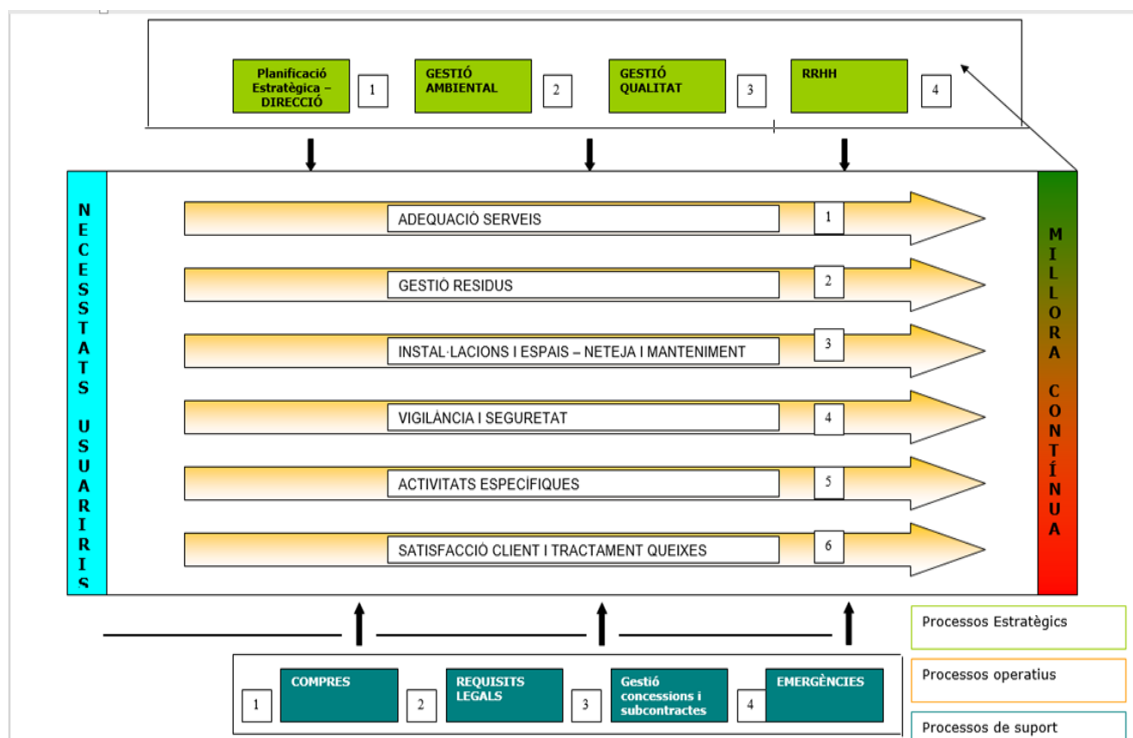 Planificació
Estratègica –
DIRECCIÓ
1
GESTIÓ
AMBIENTAL
2
GESTIÓ
QUALITAT
3
RRHH
4
NECESSTATS USUARIRIS
ADEQUACIÓ SERVEIS
1
GESTIÓ RESIDUS
2
INSTAL·LACIONS I ESPAIS – NETEJA I MANTENIMENT
3
VIGILÀNCIA I SEGURETAT
4
ACTIVITATS ESPECÍFIQUES
5
SATISFACCIÓ CLIENT I TRACTAMENT QUEIXES
6
MILLORA CONTÍNUA
1
COMPRES
2
REQUISITS
LEGALS
3
Gestió
concessions i
subcontractes
4
EMERGÈNCIES
Processos Estratègics
Processos operatius
Processos de suport